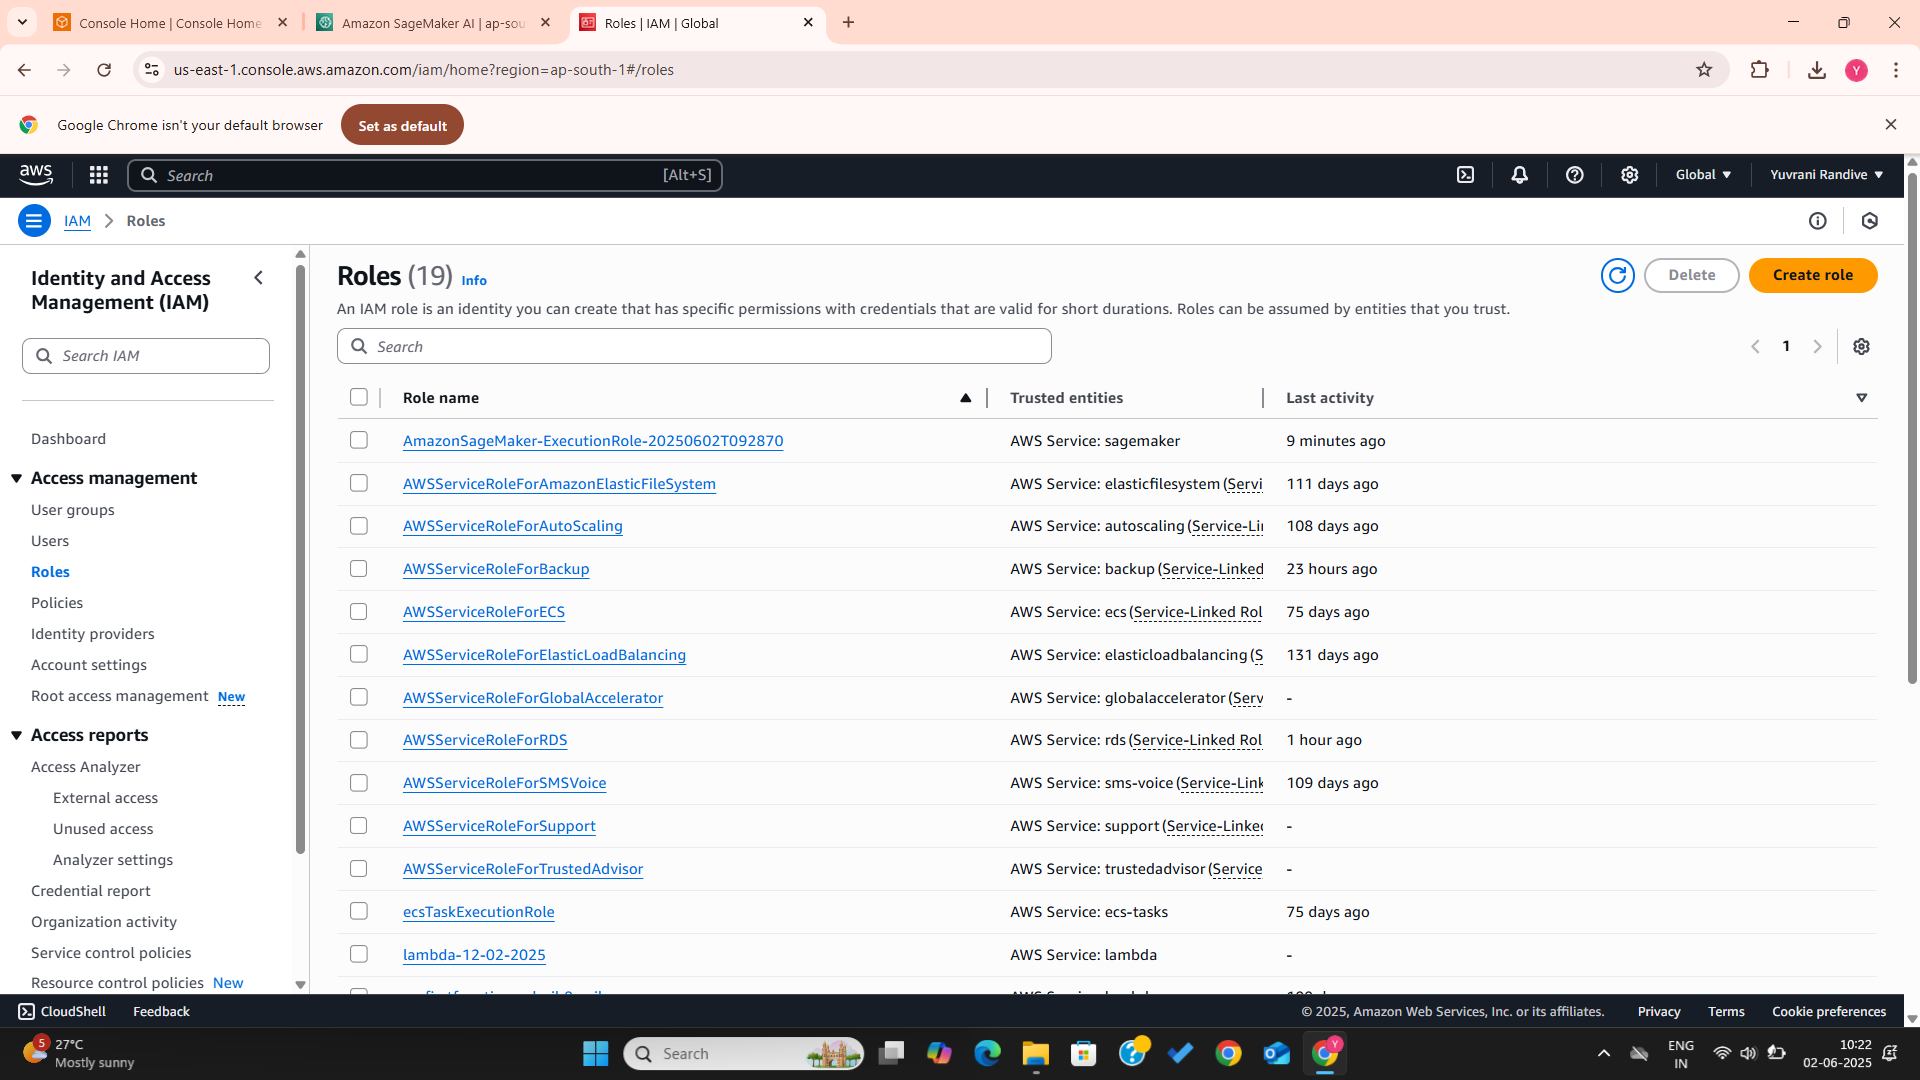 Console Home | Console Home
Amazon SageMaker AI | ap-sou
Roles | IAM | Global
us-east-1.console.aws.amazon.com/iam/home?region=ap-south-1#/roles
Y
Google Chrome isn't your default browser
Set as default
aws
Search
[Alt+S]
Global
Yuvrani Randive
IAM
Roles
Identity and Access
Management (IAM)
Search IAM
Dashboard
Access management
User groups
Users
Roles
Policies
Identity providers
Account settings
Root access management New
Access reports
Access Analyzer
External access
Unused access
Analyzer settings
Credential report
Organization activity
Service control policies
Resource control policies New
Roles (19) Info
Delete
Create role
An IAM role is an identity you can create that has specific permissions with credentials that are valid for short durations. Roles can be assumed by entities that you trust.
Search
1
Role name Trusted entities Last activity
AmazonSageMaker-ExecutionRole-20250602T092870 AWS Service: sagemaker 9 minutes ago
AWSServiceRoleForAmazonElasticFileSystem AWS Service: elasticfilesystem (Servi 111 days ago
AWSServiceRoleForAutoScaling AWS Service: autoscaling (Service-Li 108 days ago
AWSServiceRoleForBackup AWS Service: backup (Service-Linked 23 hours ago
AWSServiceRoleForECS AWS Service: ecs (Service-Linked Rol 75 days ago
AWSServiceRoleForElasticLoadBalancing AWS Service: elasticloadbalancing (S 131 days ago
AWSServiceRoleForGlobalAccelerator AWS Service: globalaccelerator (Serv -
AWSServiceRoleForRDS AWS Service: rds (Service-Linked Rol 1 hour ago
AWSServiceRoleForSMSVoice AWS Service: sms-voice (Service-Link 109 days ago
AWSServiceRoleForSupport AWS Service: support (Service-Linked -
AWSServiceRoleForTrustedAdvisor AWS Service: trustedadvisor (Service -
ecsTaskExecutionRole AWS Service: ecs-tasks 75 days ago
lambda-12-02-2025 AWS Service: lambda -
CloudShell
Feedback
© 2025, Amazon Web Services, Inc. or its affiliates.
Privacy
Terms
Cookie preferences
5
27°C
Mostly sunny
Search
Y
ENG
IN
10:22
02-06-2025